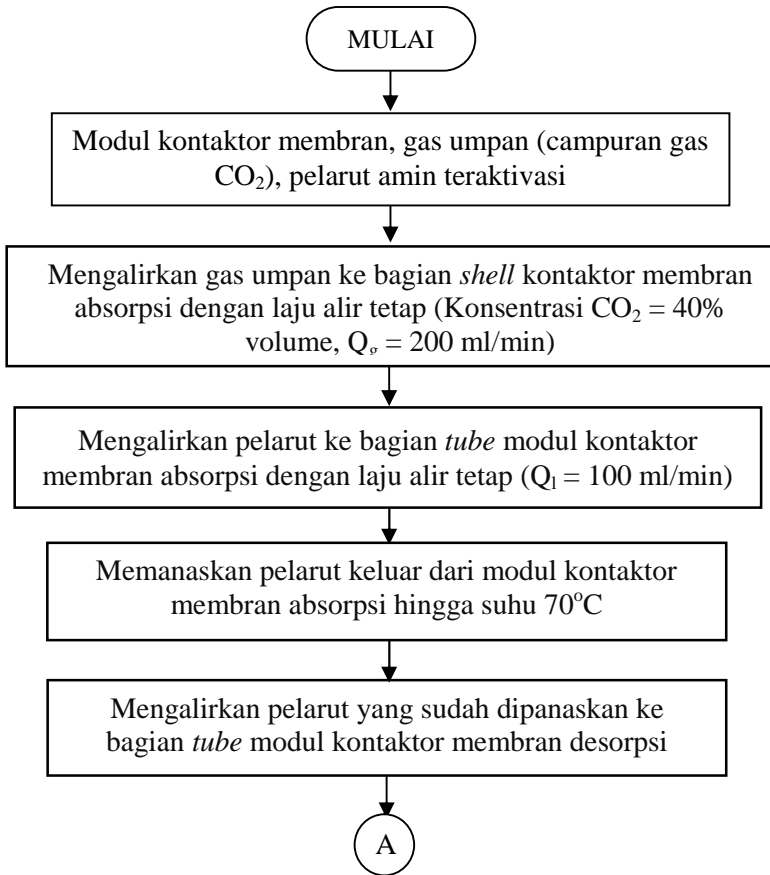 MULAI
Modul kontaktor membran, gas umpan (campuran gas
CO₂), pelarut amin teraktivasi
Mengalirkan gas umpan ke bagian shell kontaktor membran
absorpsi dengan laju alir tetap (Konsentrasi CO₂ = 40%
volume, Qg = 200 ml/min)
Mengalirkan pelarut ke bagian tube modul kontaktor
membran absorpsi dengan laju alir tetap (Ql = 100 ml/min)
Memanaskan pelarut keluar dari modul kontaktor
membran absorpsi hingga suhu 70°C
Mengalirkan pelarut yang sudah dipanaskan ke
bagian tube modul kontaktor membran desorpsi
A